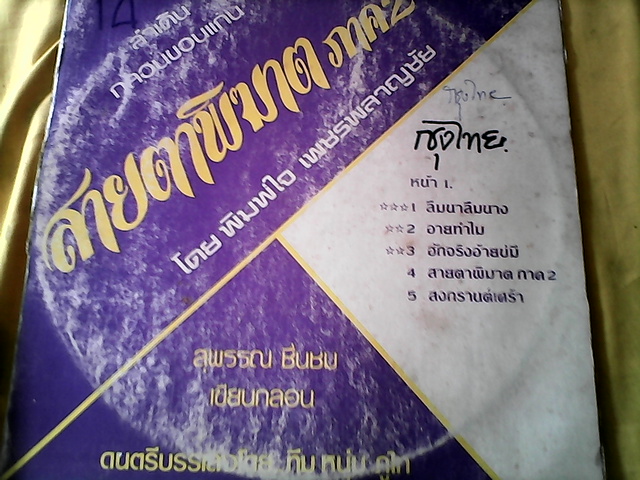 14
ลำเดิน
กลอนขอนแก่น
สายตาพิฆาต ภาค2
โดย พิมพ์ใจ เพชรพลาญชัย
ชุงไทย.
หน้า 1.
☆☆☆1 ลืมนาลืมนาง
☆☆2 อายทำไม
☆☆3 ฮักจริงอ้ายบ่มี
4 สายตาพิฆาต ภาค 2
5 สงกรานต์เศร้า
สุพรรณ ชื่นชม
เขียนกลอน
ดนตรีบรรเลงโดย ทีม หนุ่ม ภูไท